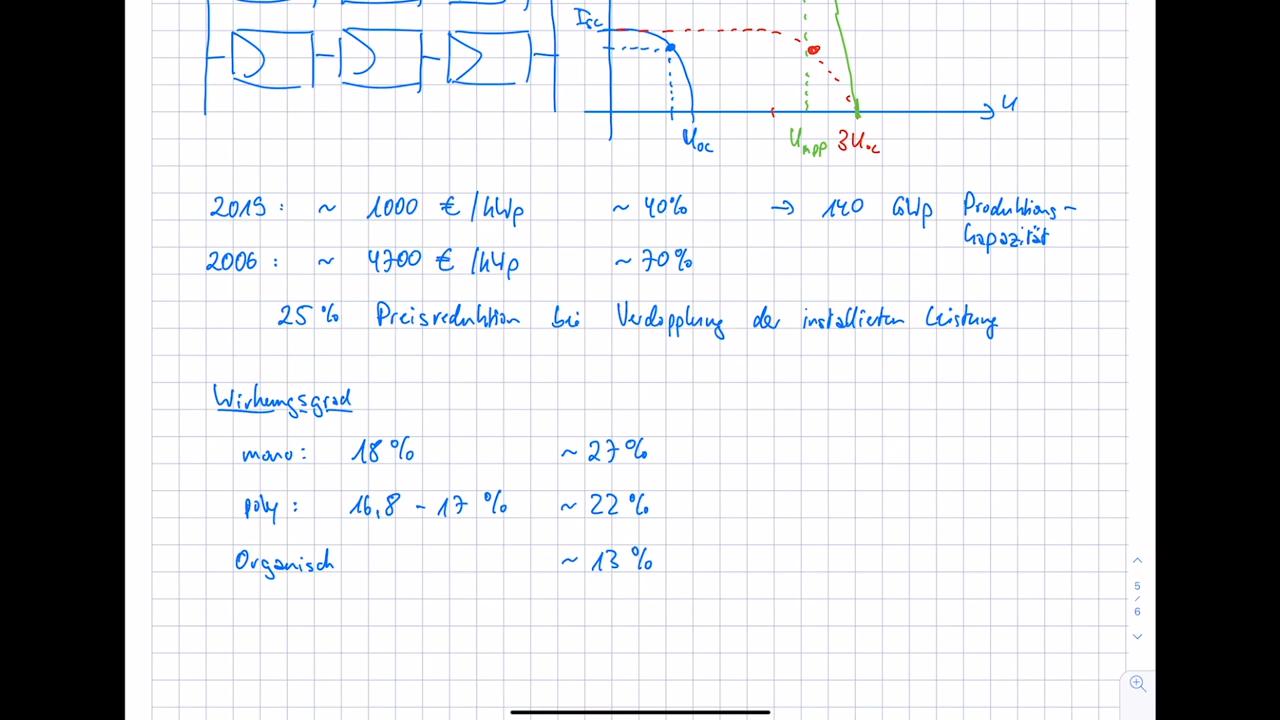 Isc
U
Uoc
Umpp 3Uoc
2019: ~ 1000 €/kWp ~ 40% → 140 GWp Produktions-
kapazität
2006: ~ 4700 €/kWp ~ 70%
25% Preisreduktion bei Verdopplung der installierten Leistung
Wirkungsgrad
mono: 18% ~ 27%
poly: 16,8 - 17 % ~ 22%
Organisch ~ 13%
5
/
6